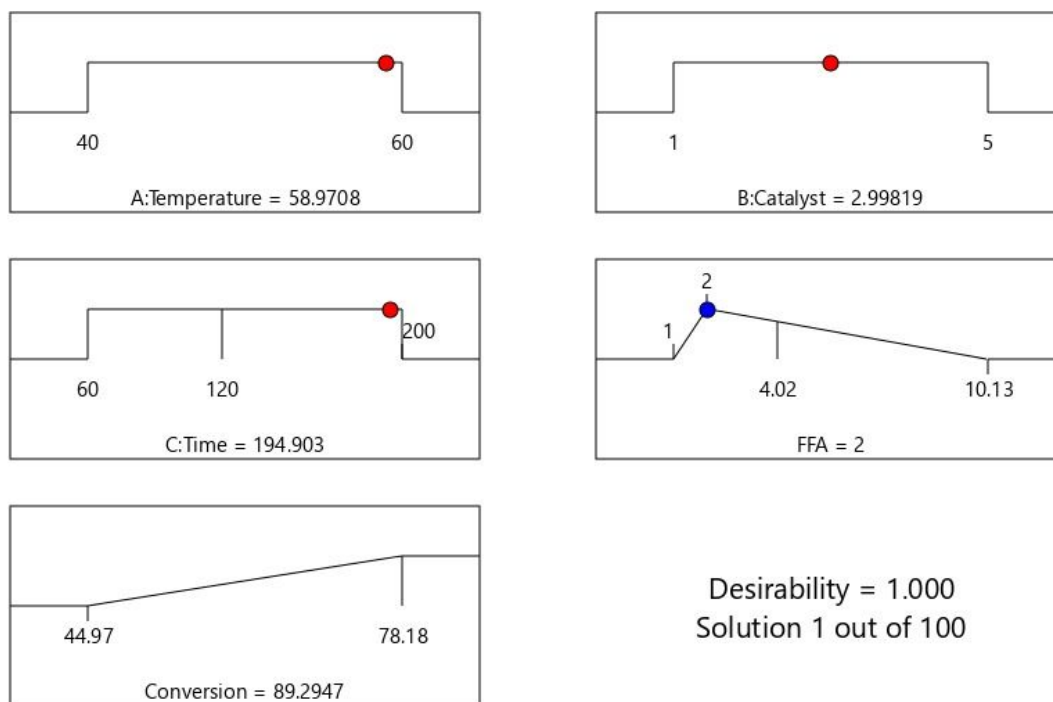 40
60
A:Temperature = 58.9708
1
5
B:Catalyst = 2.99819
200
60
120
C:Time = 194.903
2
1
4.02
10.13
FFA = 2
44.97
78.18
Conversion = 89.2947
Desirability = 1.000
Solution 1 out of 100